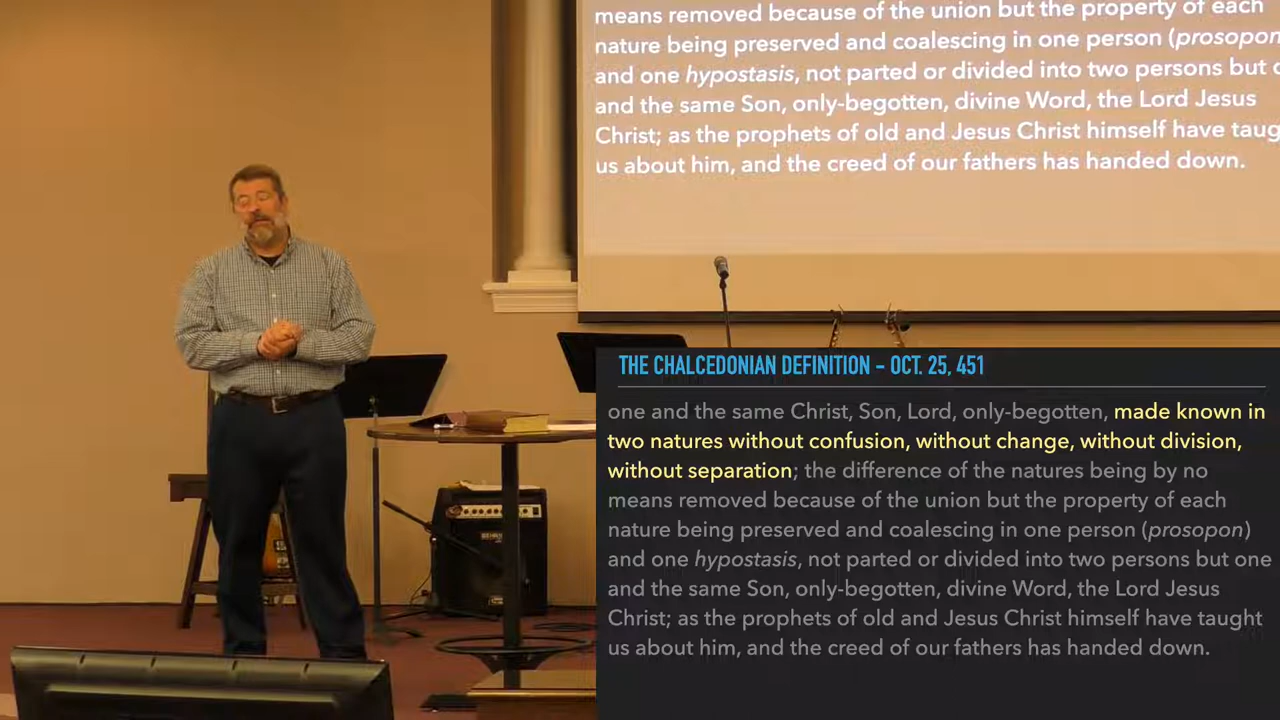 means removed because of the union but the property of each
nature being preserved and coalescing in one person (prosopon
and one hypostasis, not parted or divided into two persons but
and the same Son, only-begotten, divine Word, the Lord Jesus
Christ; as the prophets of old and Jesus Christ himself have taug
us about him, and the creed of our fathers has handed down.
THE CHALCEDONIAN DEFINITION – OCT. 25, 451
one and the same Christ, Son, Lord, only-begotten, made known in
two natures without confusion, without change, without division,
without separation; the difference of the natures being by no
means removed because of the union but the property of each
nature being preserved and coalescing in one person (prosopon)
and one hypostasis, not parted or divided into two persons but one
and the same Son, only-begotten, divine Word, the Lord Jesus
Christ; as the prophets of old and Jesus Christ himself have taught
us about him, and the creed of our fathers has handed down.